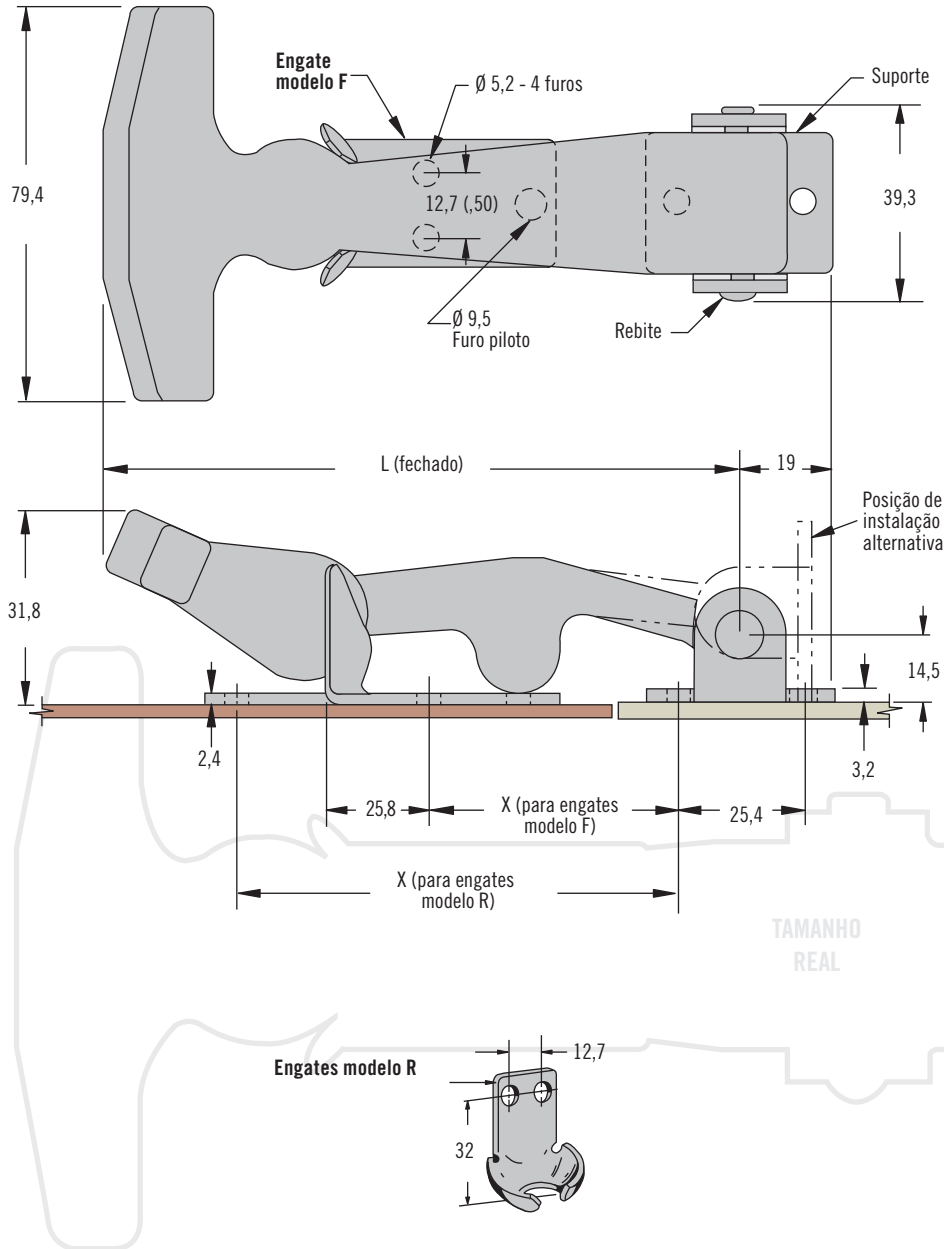 Engate
modelo F
Ø 5,2 - 4 furos
Suporte
79,4
12,7 (,50)
39,3
Ø 9,5
Furo piloto
Rebite
L (fechado)
19
Posição de
instalação
alternativa
31,8
14,5
2,4
3,2
25,8
X (para engates
modelo F)
25,4
X (para engates
modelo R)
TAMANHO
REAL
Engates modelo R
12,7
32